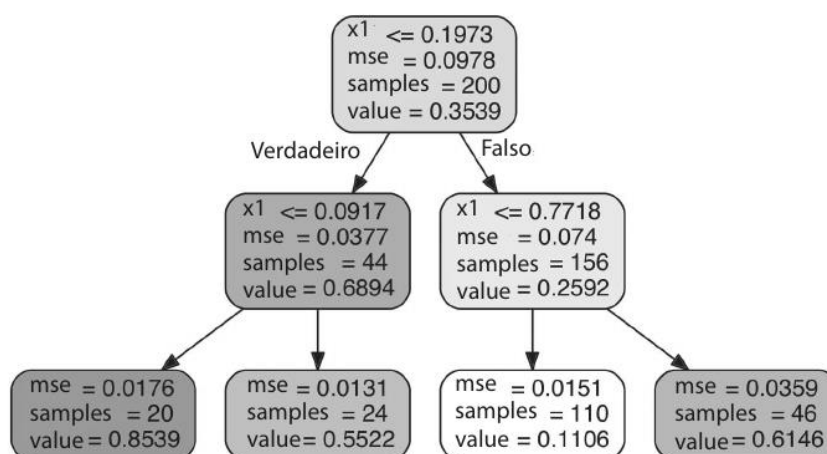 x1 <= 0.1973
mse = 0.0978
samples = 200
value = 0.3539
Verdadeiro
Falso
x1 <= 0.0917
mse = 0.0377
samples = 44
value = 0.6894
x1 <= 0.7718
mse = 0.074
samples = 156
value = 0.2592
mse = 0.0176
samples = 20
value = 0.8539
mse = 0.0131
samples = 24
value = 0.5522
mse = 0.0151
samples = 110
value = 0.1106
mse = 0.0359
samples = 46
value = 0.6146